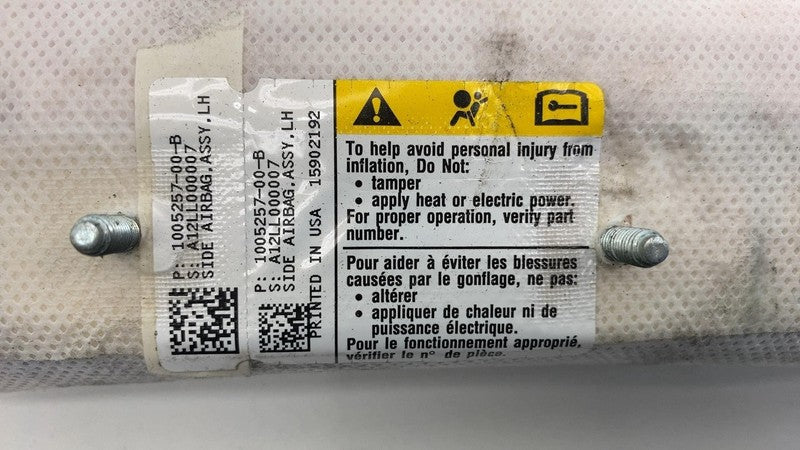 P: 1005257-00-B
S: A12LL000007
SIDE AIRBAG,ASSY,LH
P: 1005257-00-B
S: A12LL000007
SIDE AIRBAG,ASSY,LH
PRINTED IN USA 15902192
To help avoid personal injury from
inflation, Do Not:
• tamper
• apply heat or electric power.
For proper operation, verify part
number.
Pour aider à éviter les blessures
causées par le gonflage, ne pas:
• altérer
• appliquer de chaleur ni de
puissance électrique.
Pour le fonctionnement approprié,
vérifier le n° de pièce.